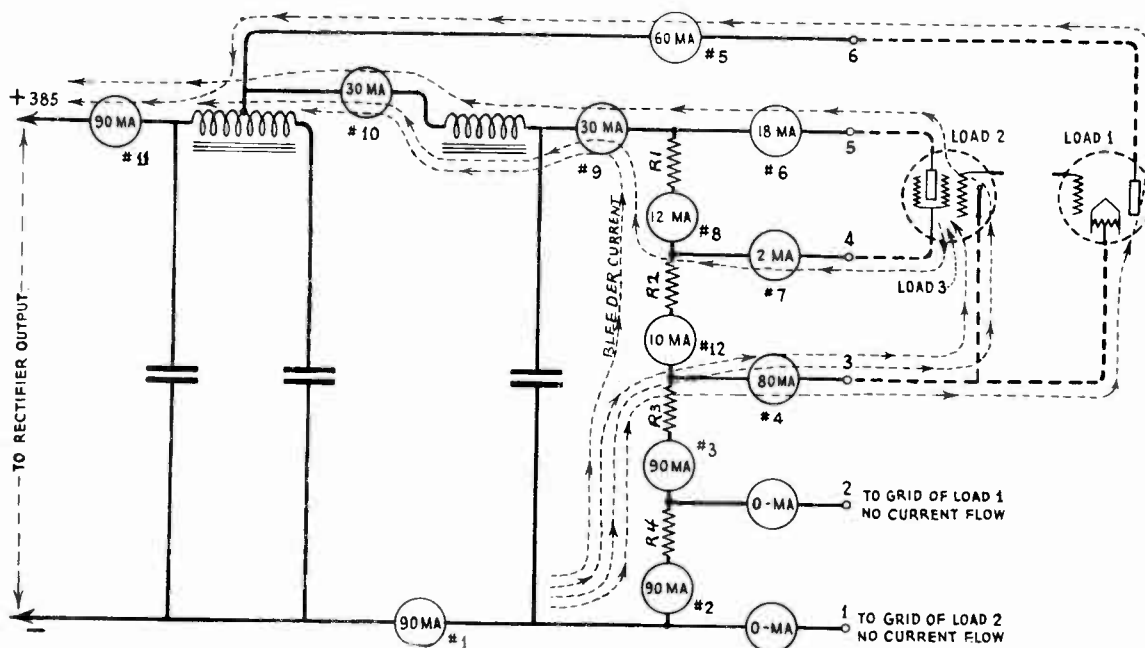 60 MA
#5
6
+385
90 MA
#11
30 MA
#10
30 MA
#9
18 MA
#6
5
LOAD 2
LOAD 1
R1
12 MA
#8
2 MA
#7
4
LOAD 3
BLEEDER CURRENT
R2
10 MA
#12
80 MA
#4
3
R3
90 MA
#3
0-MA
2
TO GRID OF LOAD 1
NO CURRENT FLOW
R4
90 MA
#2
0-MA
1
TO GRID OF LOAD 2
NO CURRENT FLOW
90 MA
#1
TO RECTIFIER OUTPUT
−